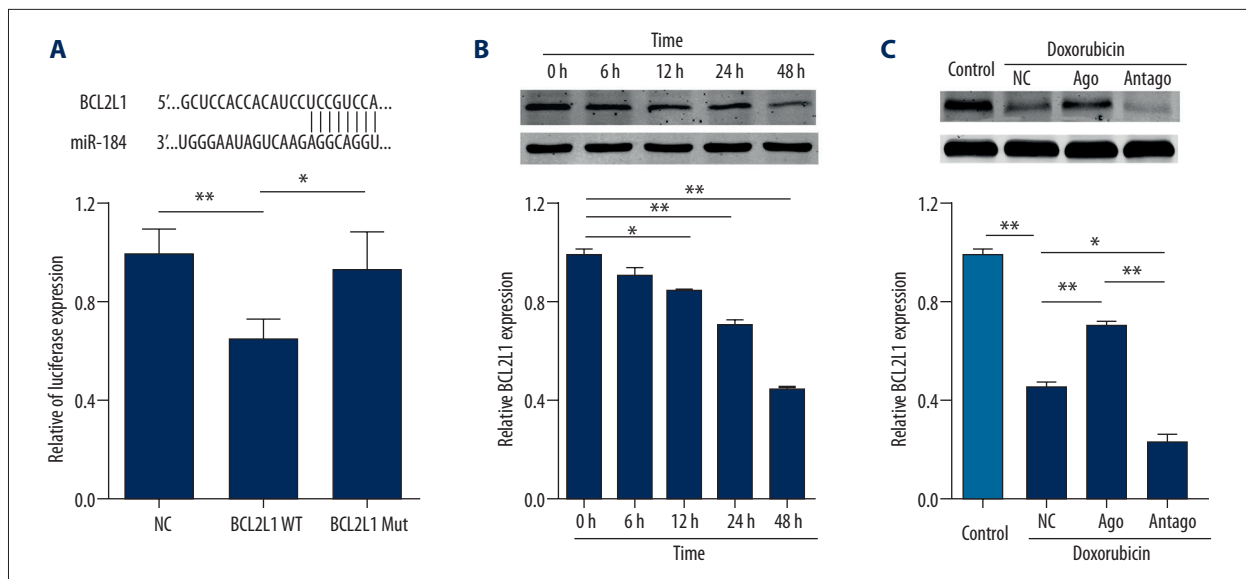 A
BCL2L1 5′...GCUCCACCACAUCCUCCGUCCA...
miR-184 3′...UGGGAAUAGUCAAGAGGCAGGU...
Relative of luciferase expression
1.2
0.8
0.4
0.0
**
*
NC BCL2L1 WT BCL2L1 Mut
B
Time
0 h 6 h 12 h 24 h 48 h
Relative BCL2L1 expression
1.2
0.8
0.4
0.0
**
**
*
0 h 6 h 12 h 24 h 48 h
Time
C
Doxorubicin
Control NC Ago Antago
Relative BCL2L1 expression
1.2
0.8
0.4
0.0
**
*
**
**
Control NC Ago Antago
Doxorubicin